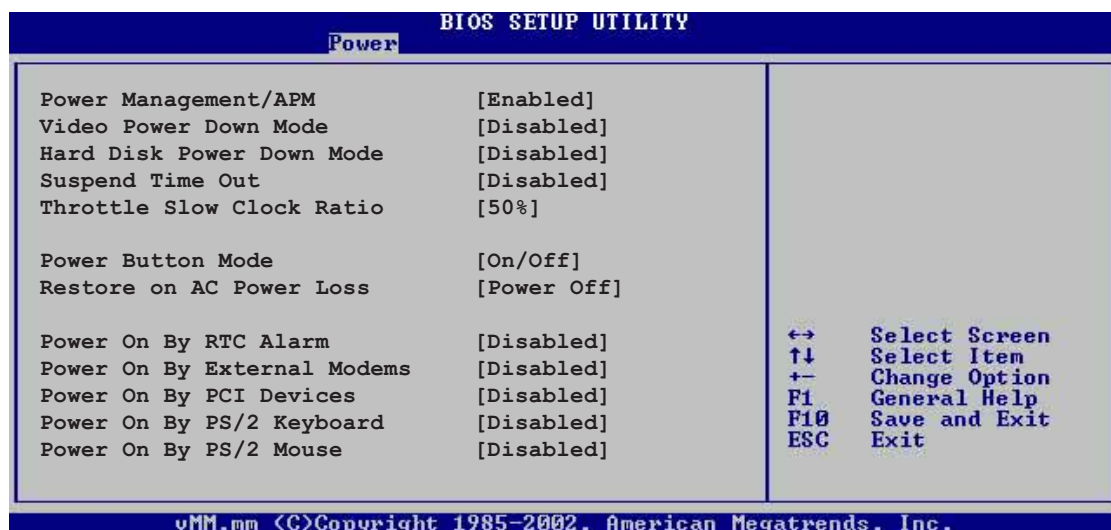 BIOS SETUP UTILITY
Power
Power Management/APM [Enabled]
Video Power Down Mode [Disabled]
Hard Disk Power Down Mode [Disabled]
Suspend Time Out [Disabled]
Throttle Slow Clock Ratio [50%]
Power Button Mode [On/Off]
Restore on AC Power Loss [Power Off]
Power On By RTC Alarm [Disabled]
Power On By External Modems [Disabled]
Power On By PCI Devices [Disabled]
Power On By PS/2 Keyboard [Disabled]
Power On By PS/2 Mouse [Disabled]
←→ Select Screen
↑↓ Select Item
+- Change Option
F1 General Help
F10 Save and Exit
ESC Exit
vMM.mm (C)Copyright 1985-2002, American Megatrends, Inc.